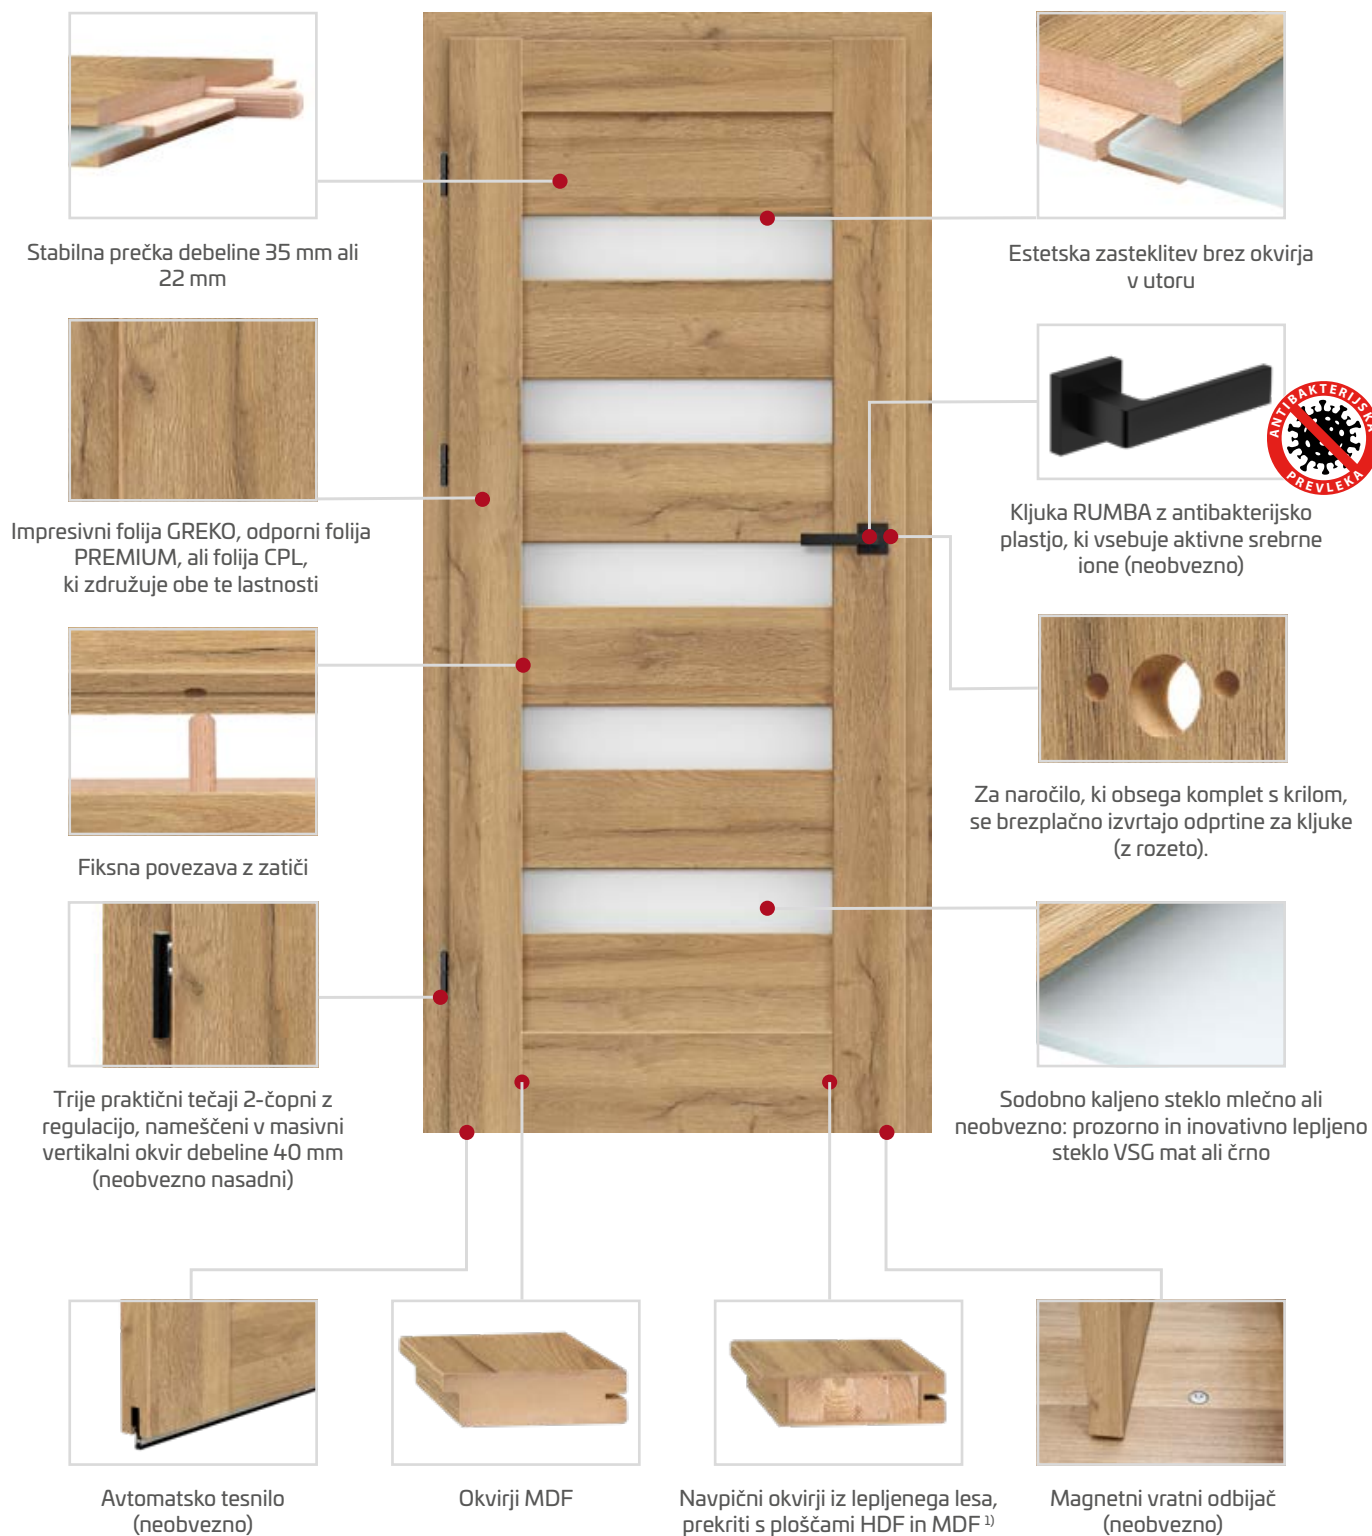 Stabilna prečka debeline 35 mm ali
22 mm
Estetska zasteklitev brez okvirja
v utoru
Impresivni folija GREKO, odporni folija
PREMIUM, ali folija CPL,
ki združuje obe te lastnosti
ANTIBAKTERIJSKA
PREVLEKA
Kljuka RUMBA z antibakterijsko
plastjo, ki vsebuje aktivne srebrne
ione (neobvezno)
Fiksna povezava z zatiči
Za naročilo, ki obsega komplet s krilom,
se brezplačno izvrtajo odprtine za kljuke
(z rozeto).
Trije praktični tečaji 2-čopni z
regulacijo, nameščeni v masivni
vertikalni okvir debeline 40 mm
(neobvezno nasadni)
Sodobno kaljeno steklo mlečno ali
neobvezno: prozorno in inovativno lepljeno
steklo VSG mat ali črno
Avtomatsko tesnilo
(neobvezno)
Okvirji MDF
Navpični okvirji iz lepljenega lesa,
prekriti s ploščami HDF in MDF ¹⁾
Magnetni vratni odbijač
(neobvezno)